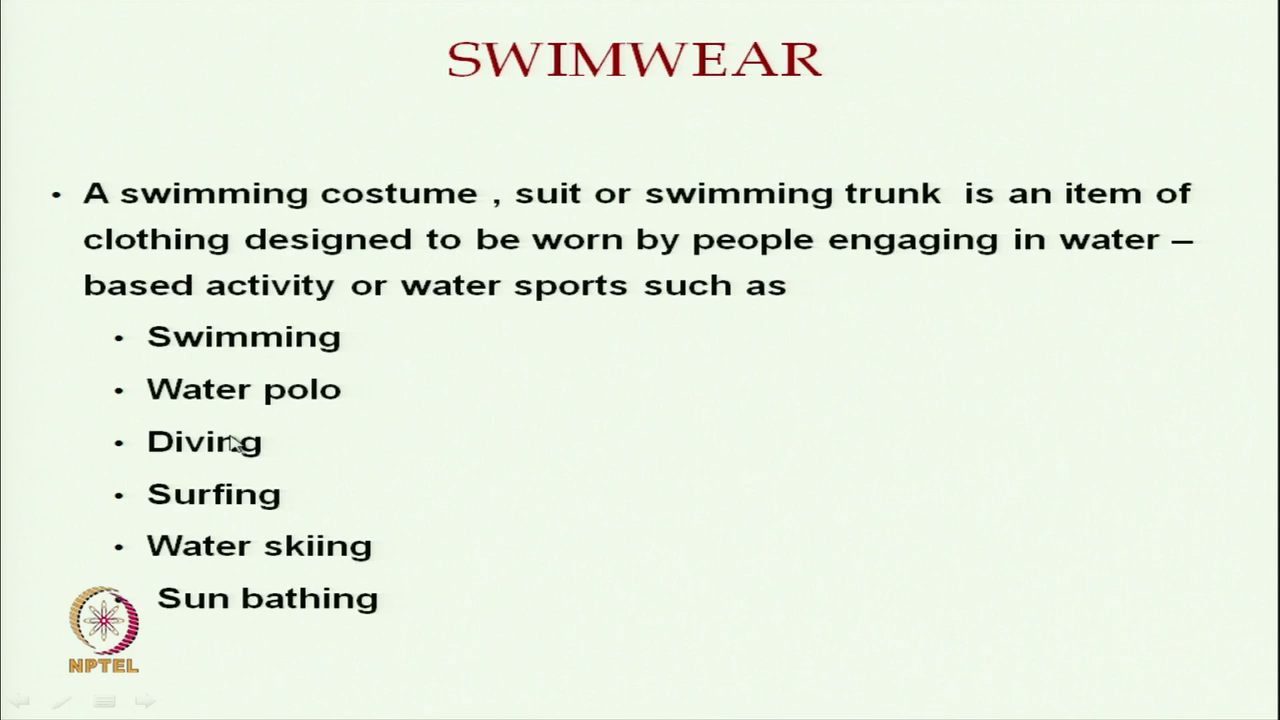 SWIMWEAR
• A swimming costume , suit or swimming trunk is an item of
clothing designed to be worn by people engaging in water –
based activity or water sports such as
• Swimming
• Water polo
• Diving
• Surfing
• Water skiing
• Sun bathing
NPTEL